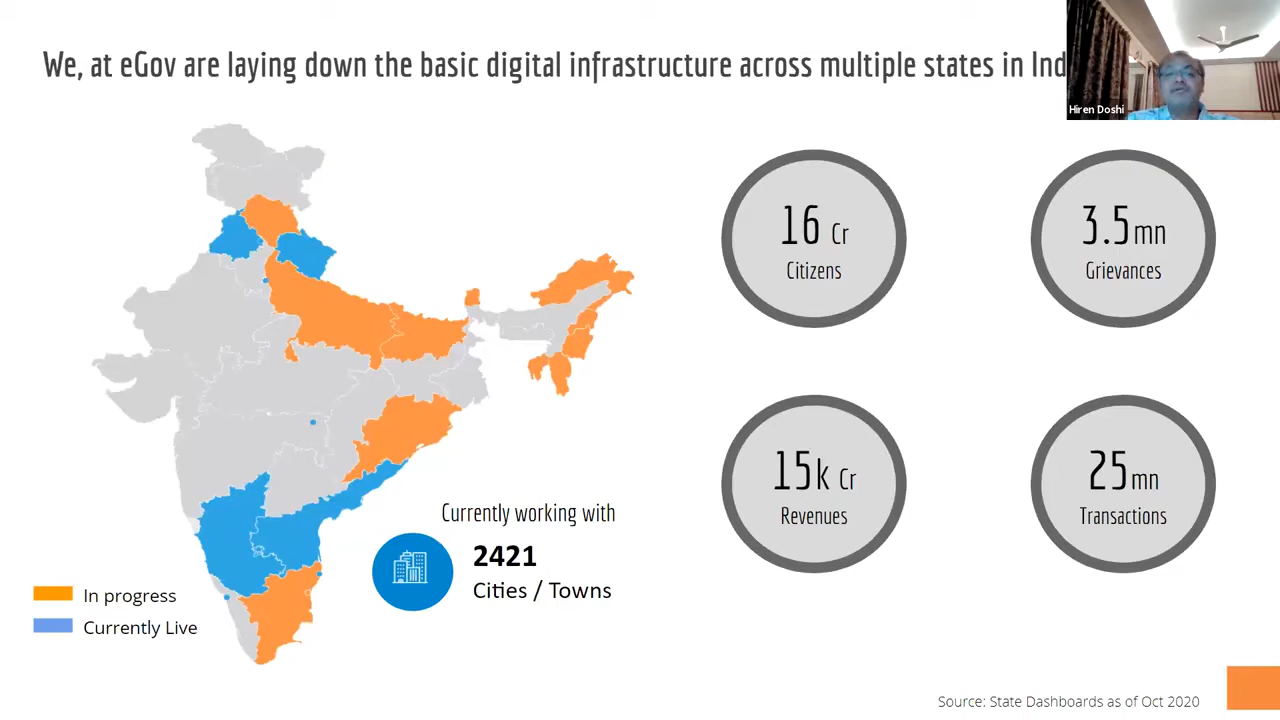 We, at eGov are laying down the basic digital infrastructure across multiple states in
Hiren Doshi
16 Cr
Citizens
3.5mn
Grievances
15k Cr
Revenues
25mn
Transactions
Currently working with
2421
Cities / Towns
In progress
Currently Live
Source: State Dashboards as of Oct 2020